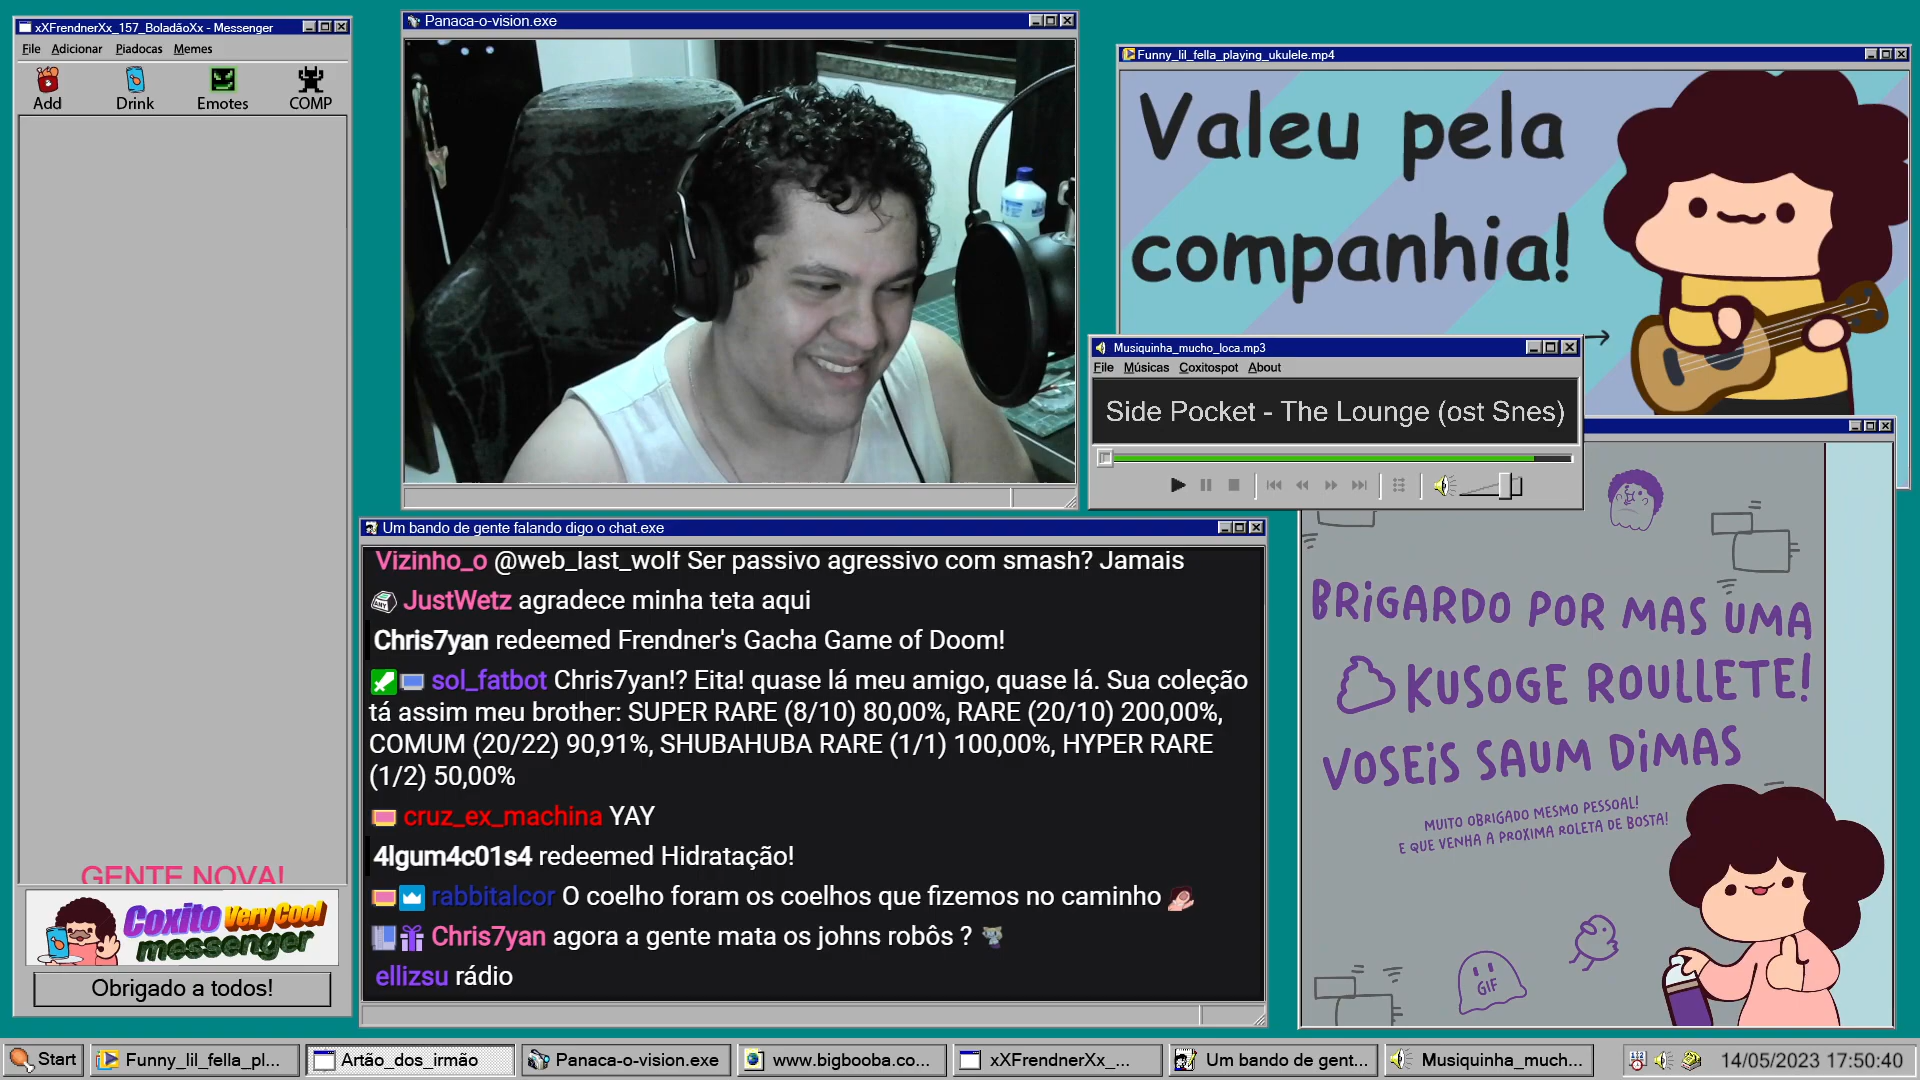 xXFrendnerXx_157_BoladãoXx - Messenger
File Adicionar Piadocas Memes
Add Drink Emotes COMP
GENTE NOVA!
Coxito Very Cool
messenger
Obrigado a todos!
Panaca-o-vision.exe
Funny_lil_fella_playing_ukulele.mp4
Valeu pela
companhia!
Musiquinha_mucho_loca.mp3
File Músicas Coxitospot About
Side Pocket - The Lounge (ost Snes)
Um bando de gente falando digo o chat.exe
Vizinho_o @web_last_wolf Ser passivo agressivo com smash? Jamais
JustWetz agradece minha teta aqui
Chris7yan redeemed Frendner's Gacha Game of Doom!
sol_fatbot Chris7yan!? Eita! quase lá meu amigo, quase lá. Sua coleção
tá assim meu brother: SUPER RARE (8/10) 80,00%, RARE (20/10) 200,00%,
COMUM (20/22) 90,91%, SHUBAHUBA RARE (1/1) 100,00%, HYPER RARE
(1/2) 50,00%
cruz_ex_machina YAY
4lgum4c01s4 redeemed Hidratação!
rabbitalcor O coelho foram os coelhos que fizemos no caminho
Chris7yan agora a gente mata os johns robôs ?
ellizsu rádio
BRIGARDO POR MAS UMA
KUSOGE ROULLETE!
VOSEIS SAUM DIMAS
MUITO OBRIGADO MESMO PESSOAL!
E QUE VENHA A PROXIMA ROLETA DE BOSTA!
GIF
Start Funny_lil_fella_pl... Artão_dos_irmão Panaca-o-vision.exe www.bigbooba.co... xXFrendnerXx_... Um bando de gent... Musiquinha_much... 14/05/2023 17:50:40